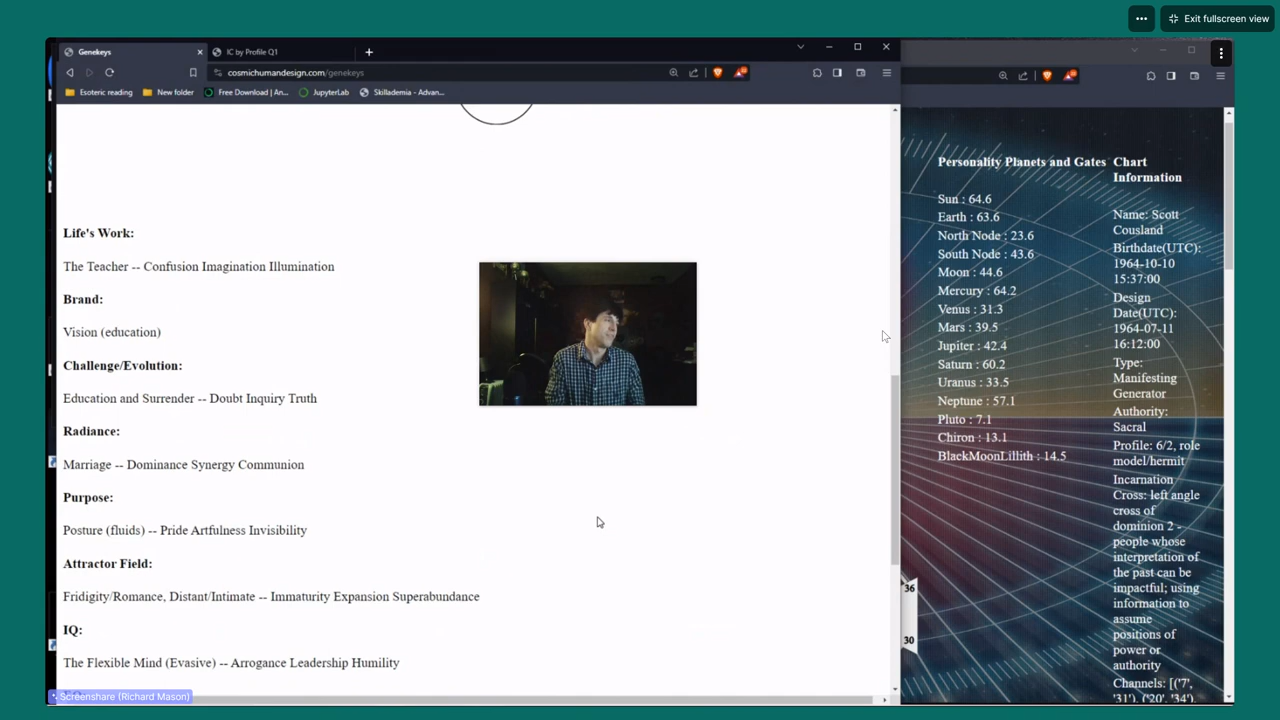 Exit fullscreen view
Genekeys
IC by Profile Q1
cosmichumandesign.com/genekeys
Esoteric reading
New folder
Free Download | An...
JupyterLab
Skillademia - Advan...
Life's Work:
The Teacher -- Confusion Imagination Illumination
Brand:
Vision (education)
Challenge/Evolution:
Education and Surrender -- Doubt Inquiry Truth
Radiance:
Marriage -- Dominance Synergy Communion
Purpose:
Posture (fluids) -- Pride Artfulness Invisibility
Attractor Field:
Fridigity/Romance, Distant/Intimate -- Immaturity Expansion Superabundance
IQ:
The Flexible Mind (Evasive) -- Arrogance Leadership Humility
Screenshare (Richard Mason)
Personality Planets and Gates
Sun : 64.6
Earth : 63.6
North Node : 23.6
South Node : 43.6
Moon : 44.6
Mercury : 64.2
Venus : 31.3
Mars : 39.5
Jupiter : 42.4
Saturn : 60.2
Uranus : 33.5
Neptune : 57.1
Pluto : 7.1
Chiron : 13.1
BlackMoonLillith : 14.5
36
30
Chart
Information
Name: Scott
Cousland
Birthdate(UTC):
1964-10-10
15:37:00
Design
Date(UTC):
1964-07-11
16:12:00
Type:
Manifesting
Generator
Authority:
Sacral
Profile: 6/2, role
model/hermit
Incarnation
Cross: left angle
cross of
dominion 2 -
people whose
interpretation of
the past can be
impactful; using
information to
assume
positions of
power or
authority
Channels: [('7',
'31'), ('20', '34'),